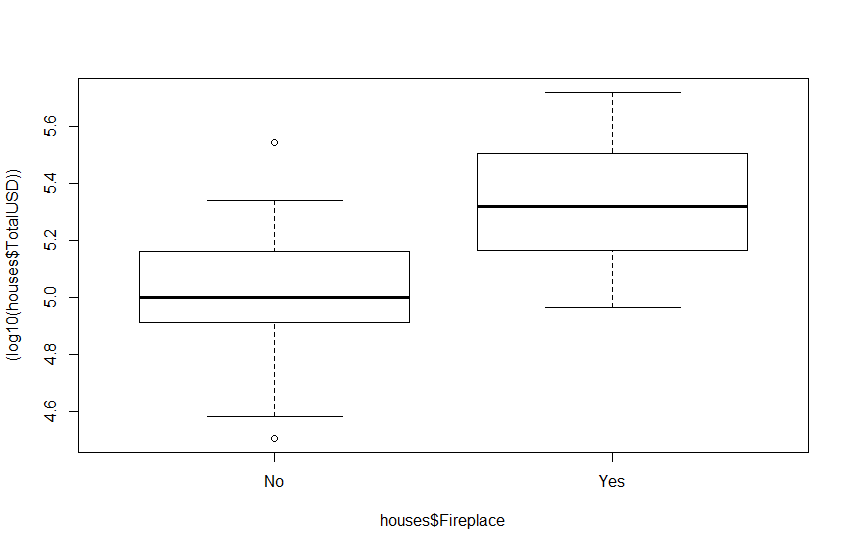 (log10(houses$TotalUSD))
5.6
5.4
5.2
5.0
4.8
4.6
No
Yes
houses$Fireplace